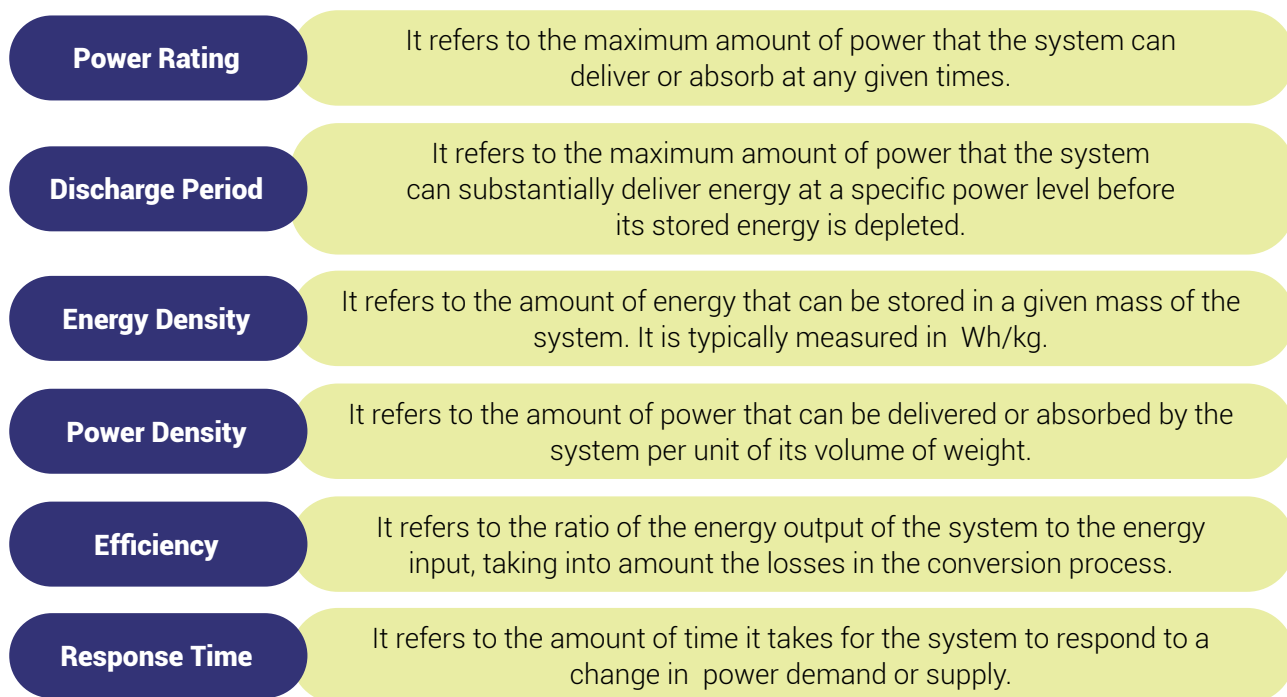 Power Rating
It refers to the maximum amount of power that the system can
deliver or absorb at any given times.
Discharge Period
It refers to the maximum amount of power that the system
can substantially deliver energy at a specific power level before
its stored energy is depleted.
Energy Density
It refers to the amount of energy that can be stored in a given mass of the
system. It is typically measured in  Wh/kg.
Power Density
It refers to the amount of power that can be delivered or absorbed by the
system per unit of its volume of weight.
Efficiency
It refers to the ratio of the energy output of the system to the energy
input, taking into amount the losses in the conversion process.
Response Time
It refers to the amount of time it takes for the system to respond to a
change in  power demand or supply.